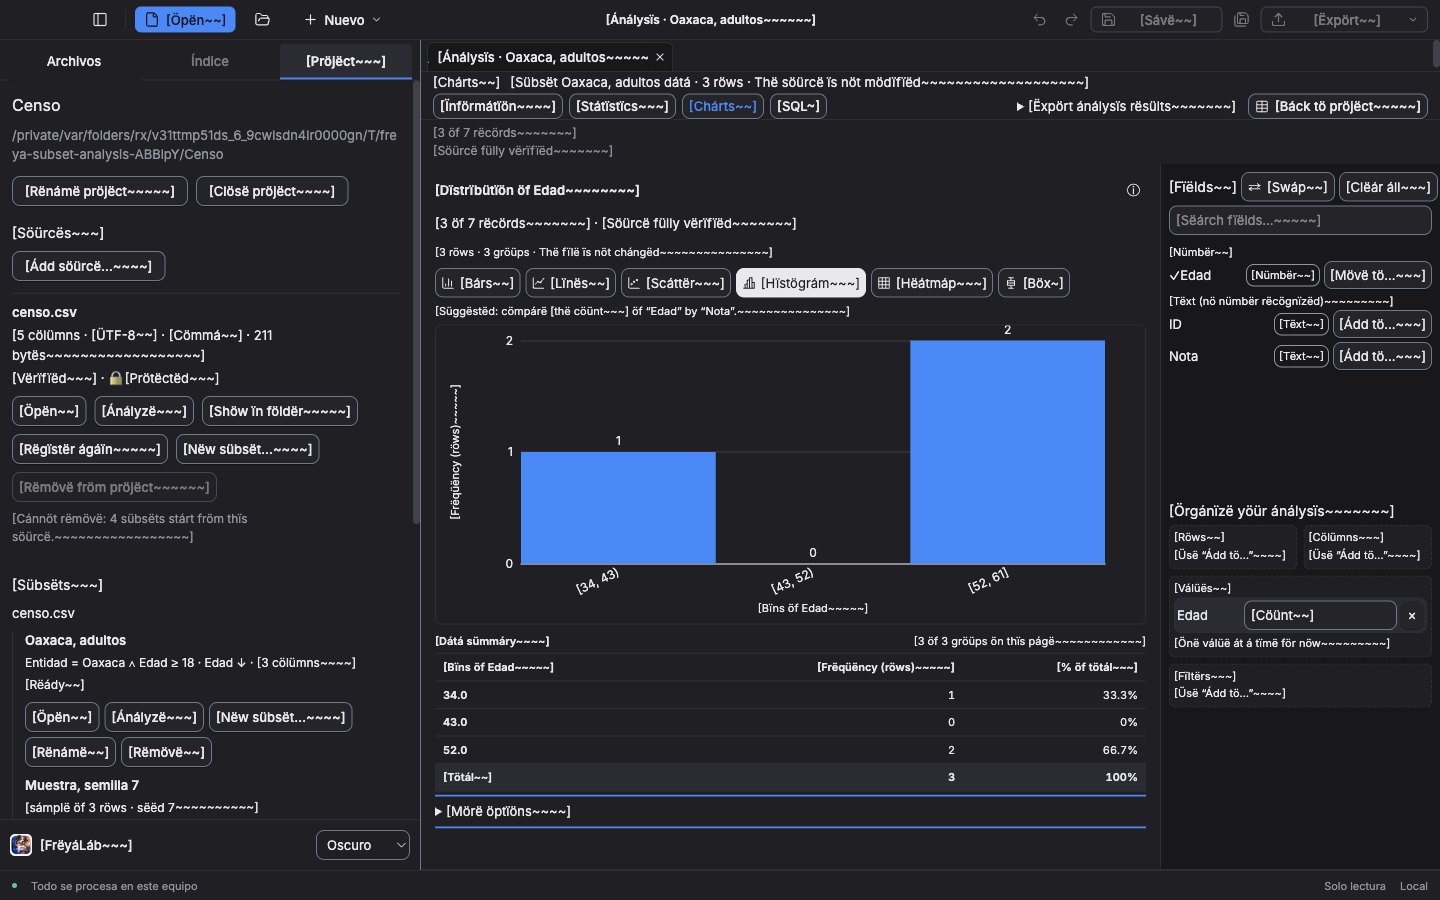 [Öpën~~]
Nuevo
[Ánálysïs · Oaxaca, adultos~~~~~~]
[Sávë~~]
[Ëxpört~~]
Archivos
Índice
[Pröjëct~~~]
Censo
/private/var/folders/rx/v31ttmp51ds_6_9cwlsdn4lr0000gn/T/fre
ya-subset-analysis-ABBlpY/Censo
[Rënámë pröjëct~~~~~]
[Clösë pröjëct~~~~]
[Söürcës~~~]
[Ádd söürcë...~~~~]
censo.csv
[5 cölümns · [ÜTF-8~~] · [Cömmá~~] · 211
bytës~~~~~~~~~~~~~~~~~]
[Vërïfïëd~~~] · 🔒 [Prötëctëd~~~]
[Öpën~~]
[Ánályzë~~~]
[Shöw ïn földër~~~~~]
[Rëgïstër ágáïn~~~~~]
[Nëw sübsët...~~~~]
[Rëmövë fröm pröjëct~~~~~~]
[Cánnöt rëmövë: 4 sübsëts stárt fröm thïs
söürcë.~~~~~~~~~~~~~~~~]
[Sübsëts~~~]
censo.csv
Oaxaca, adultos
Entidad = Oaxaca ∧ Edad ≥ 18 · Edad ↓ · [3 cölümns~~~~]
[Rëády~~]
[Öpën~~]
[Ánályzë~~~]
[Nëw sübsët...~~~~]
[Rënámë~~]
[Rëmövë~~]
Muestra, semilla 7
[sámplë öf 3 röws · sëëd 7~~~~~~~~~~]
[FrëyáLáb~~~]
Oscuro
[Ánálysïs · Oaxaca, adultos~~~~~ ×
[Chárts~~] [Sübsët Oaxaca, adultos dátá · 3 röws · Thë söürcë ïs nöt mödïfïëd~~~~~~~~~~~~~~~~~~]
[Ïnförmátïön~~~~]
[Státïstïcs~~~]
[Chárts~~]
[SQL~]
▶ [Ëxpört ánálysïs rësülts~~~~~~~]
[Báck tö pröjëct~~~~~]
[3 öf 7 rëcörds~~~~~~~]
[Söürcë fülly vërïfïëd~~~~~~~]
[Dïstrïbütïön öf Edad~~~~~~~~]
[3 öf 7 rëcörds~~~~~~~] · [Söürcë fülly vërïfïëd~~~~~~~]
[3 röws · 3 gröüps · Thë fïlë ïs nöt chángëd~~~~~~~~~~~~~~~]
[Bárs~~]
[Lïnës~~]
[Scáttër~~~]
[Hïstögrám~~~]
[Hëátmáp~~~]
[Böx~]
[Süggëstëd: cömpárë [thë cöünt~~~] öf “Edad” by “Nota”.~~~~~~~~~~~~~~~]
2
2
1
1
0
0
[Frëqüëncy (röws)~~~~~]
[34, 43)
[43, 52)
[52, 61]
[Bïns öf Edad~~~~~]
[Dátá sümmáry~~~~]
[3 öf 3 gröüps ön thïs págë~~~~~~~~~~~~]
[Bïns öf Edad~~~~~] [Frëqüëncy (röws)~~~~~] [% öf tötál~~~]
34.0 1 33.3%
43.0 0 0%
52.0 2 66.7%
[Tötál~~] 3 100%
▶ [Mörë öptïöns~~~~]
[Fïëlds~~]
[Swáp~~]
[Clëár áll~~~]
[Sëárch fïëlds...~~~~~]
[Nümbër~~]
✓Edad [Nümbër~~] [Mövë tö...~~~]
[Tëxt (nö nümbër rëcögnïzëd)~~~~~~~~~]
ID [Tëxt~~] [Ádd tö...~~~]
Nota [Tëxt~~] [Ádd tö...~~~]
[Örgánïzë yöür ánálysïs~~~~~~~]
[Röws~~]
[Üsë “Ádd tö...”~~~~]
[Cölümns~~~]
[Üsë “Ádd tö...”~~~~]
[Válüës~~]
Edad [Cöünt~~] ×
[Önë válüë át á tïmë för nöw~~~~~~~~~]
[Fïltërs~~~]
[Üsë “Ádd tö...”~~~~]
Todo se procesa en este equipo
Solo lectura
Local